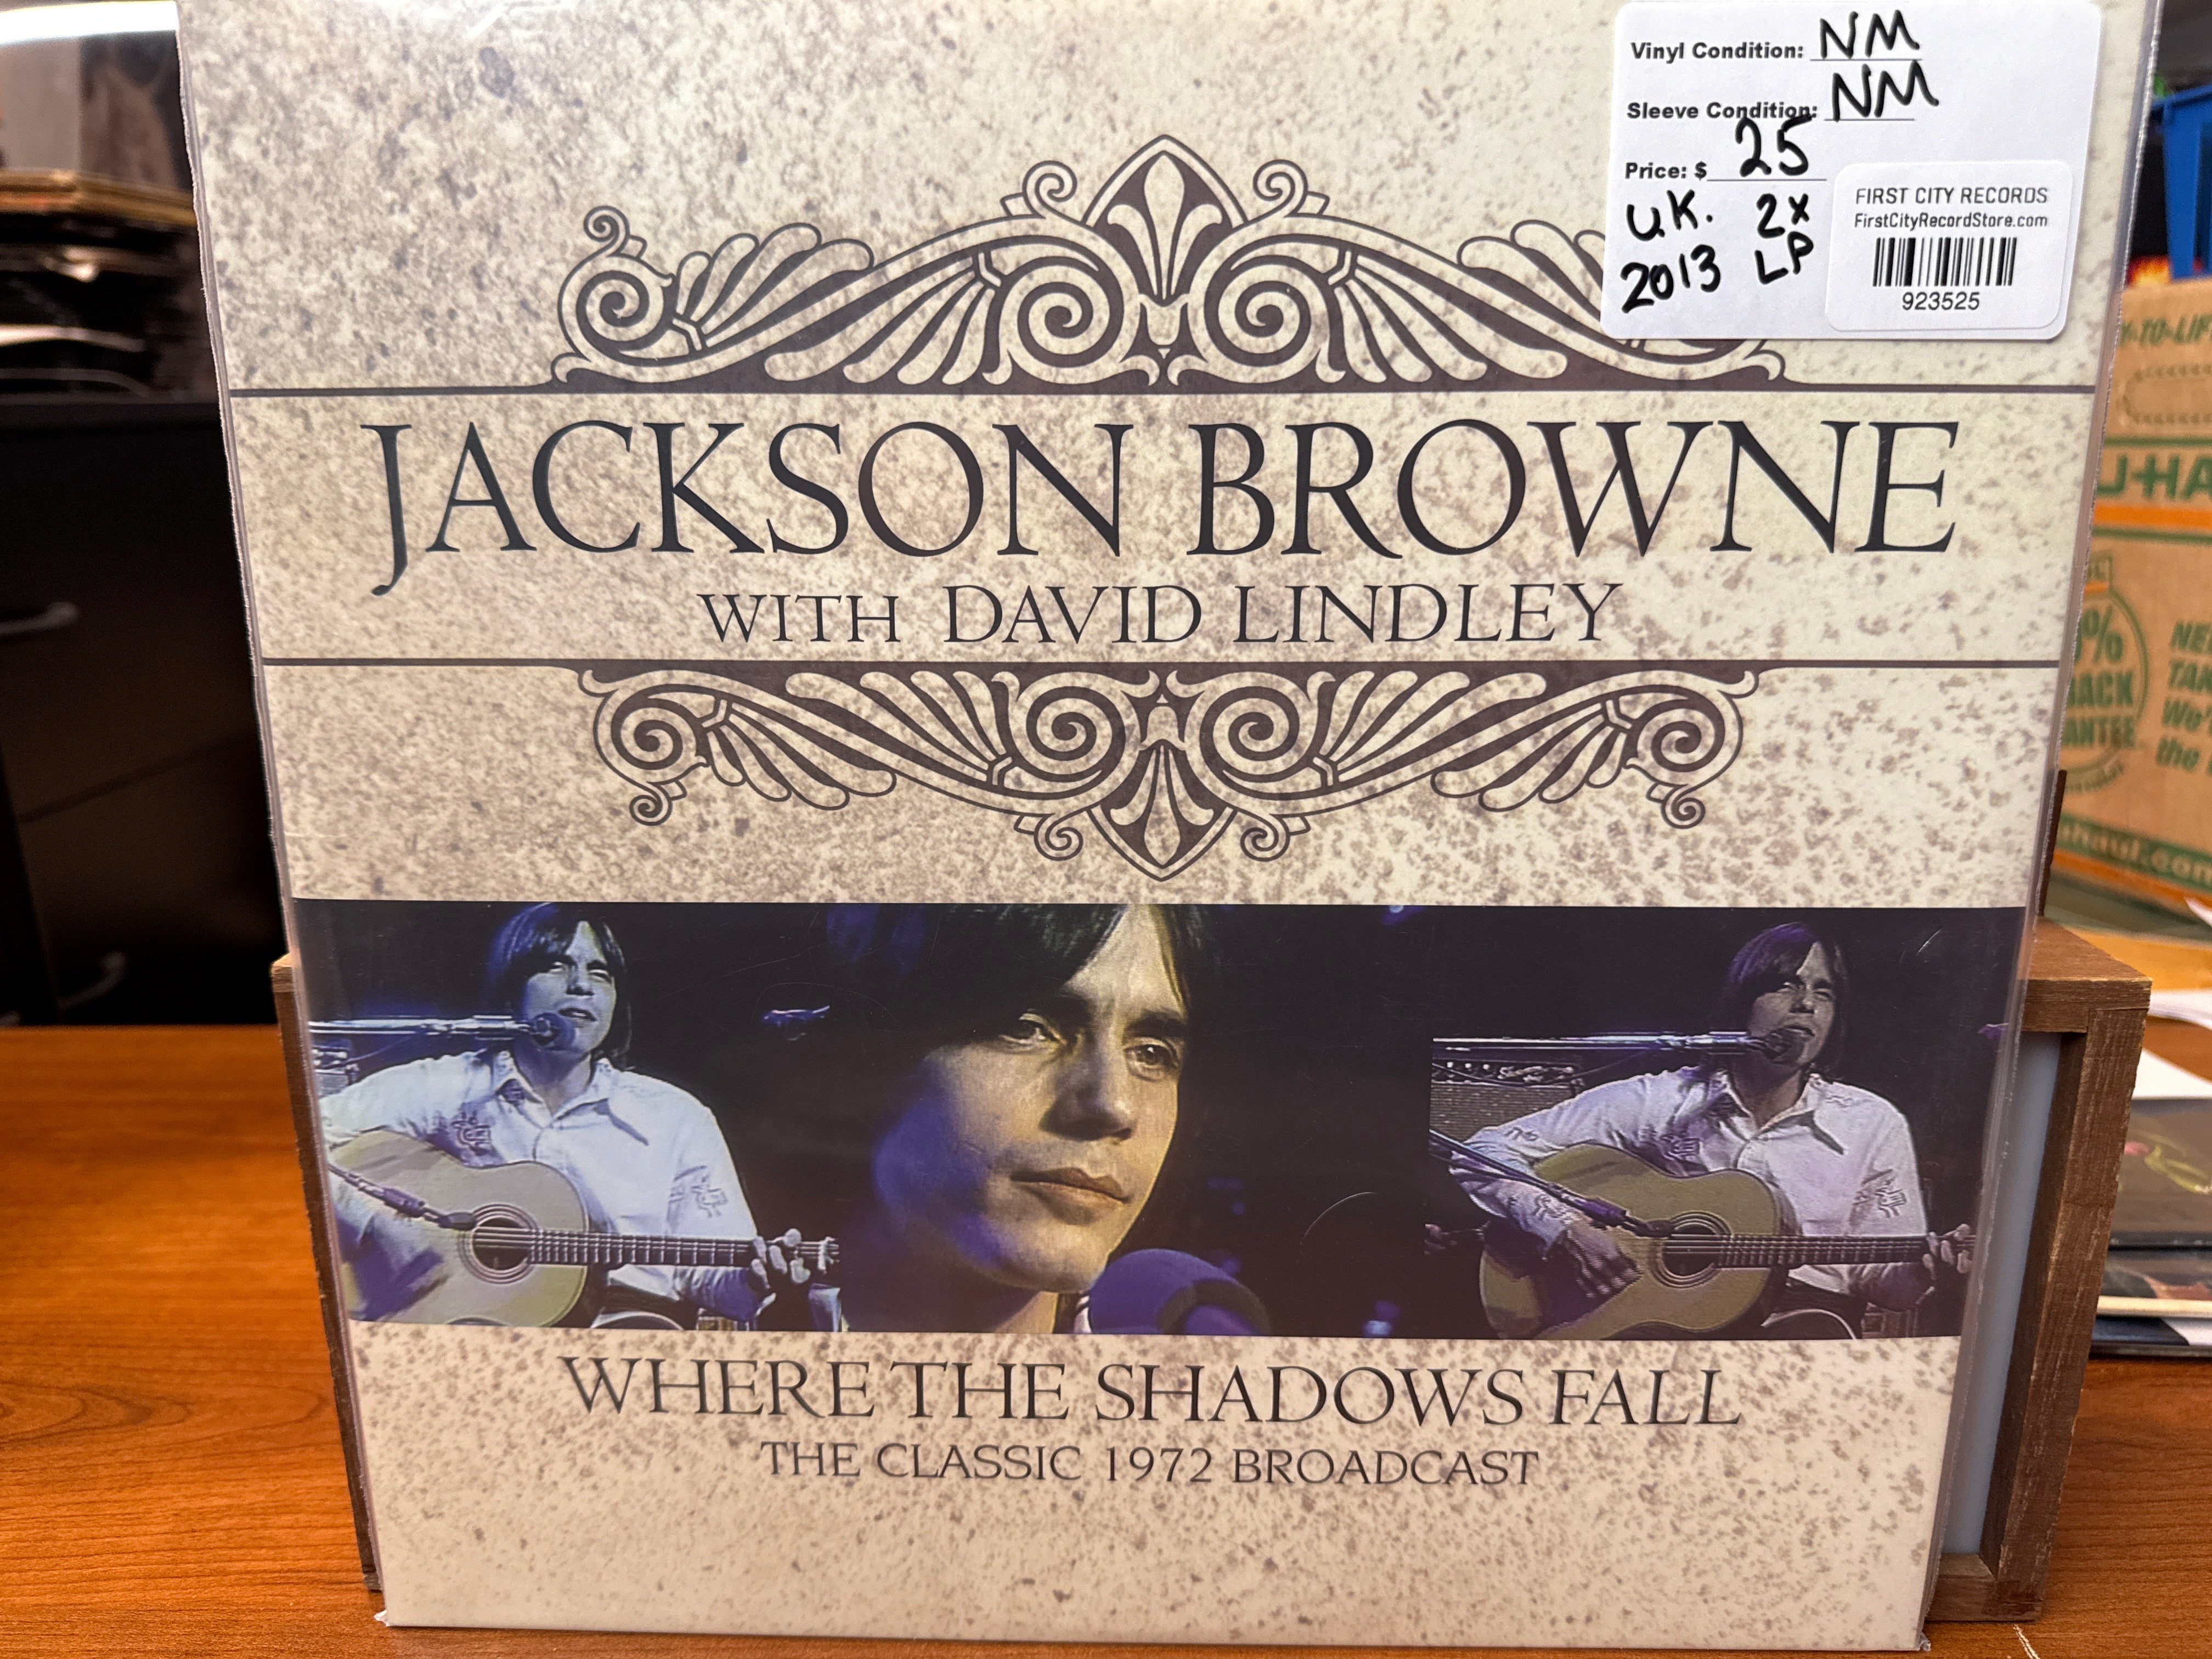 Vinyl Condition: NM
Sleeve Condition: NM
Price: $ 25
U.K. 2x
2013 LP
FIRST CITY RECORDS
FirstCityRecordStore.com
923525
JACKSON BROWNE
WITH DAVID LINDLEY
WHERE THE SHADOWS FALL
THE CLASSIC 1972 BROADCAST